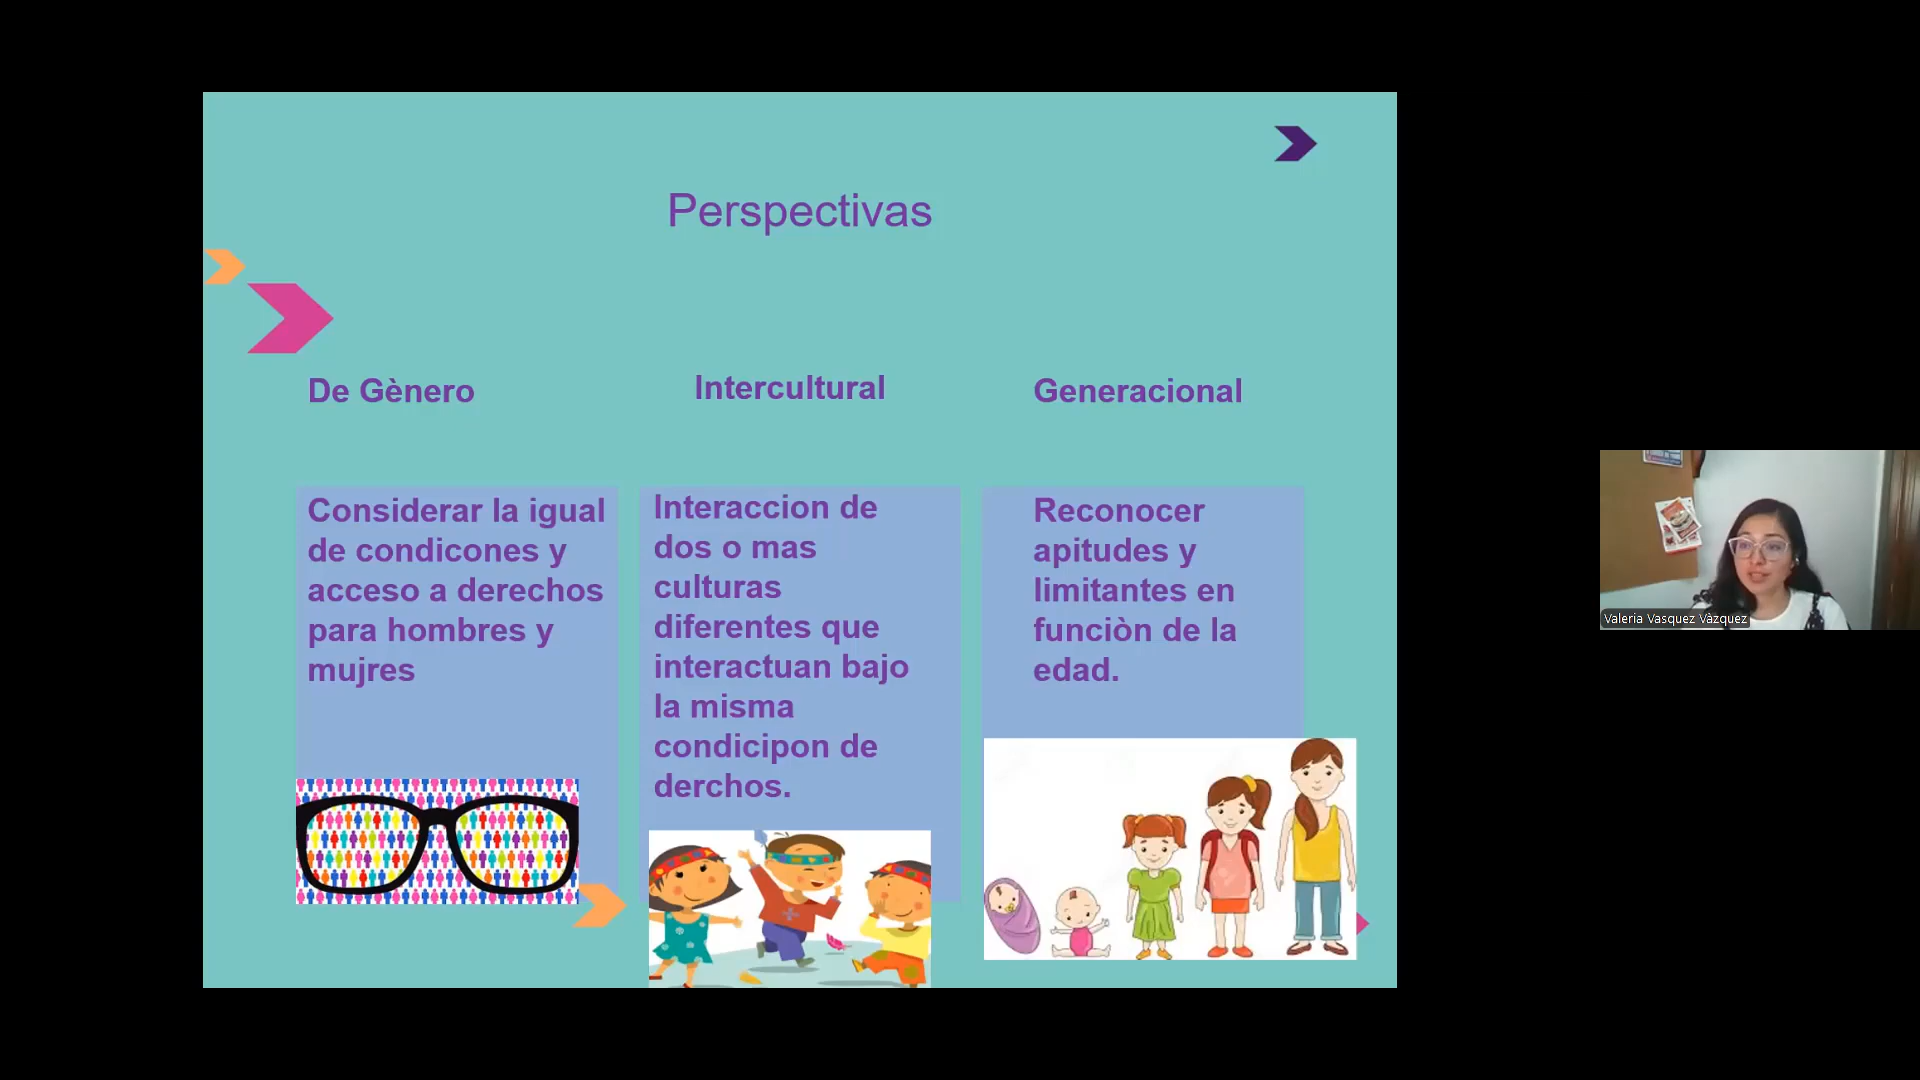 Perspectivas
De Gènero
Considerar la igual
de condicones y
acceso a derechos
para hombres y
mujres
Intercultural
Interaccion de
dos o mas
culturas
diferentes que
interactuan bajo
la misma
condicipon de
derchos.
Generacional
Reconocer
apitudes y
limitantes en
funciòn de la
edad.
Valeria Vasquez Vàzquez